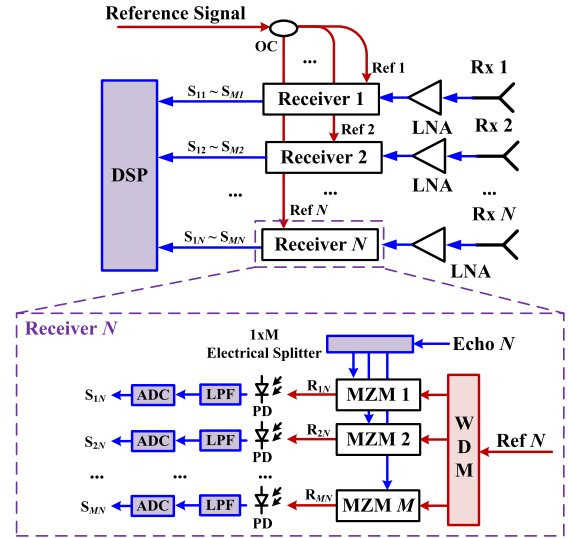 Reference Signal
OC
...
Ref 1
Rx 1
S11 ~ SM1
Receiver 1
LNA
Rx 2
Ref 2
S12 ~ SM2
Receiver 2
LNA
DSP
...
...
...
Ref N
Rx N
S1N ~ SMN
Receiver N
LNA
Receiver N
1xM
Electrical Splitter
Echo N
S1N
ADC
LPF
PD
R1N
MZM 1
S2N
ADC
LPF
PD
R2N
MZM 2
WDM
Ref N
...
...
...
SMN
ADC
LPF
PD
RMN
MZM M